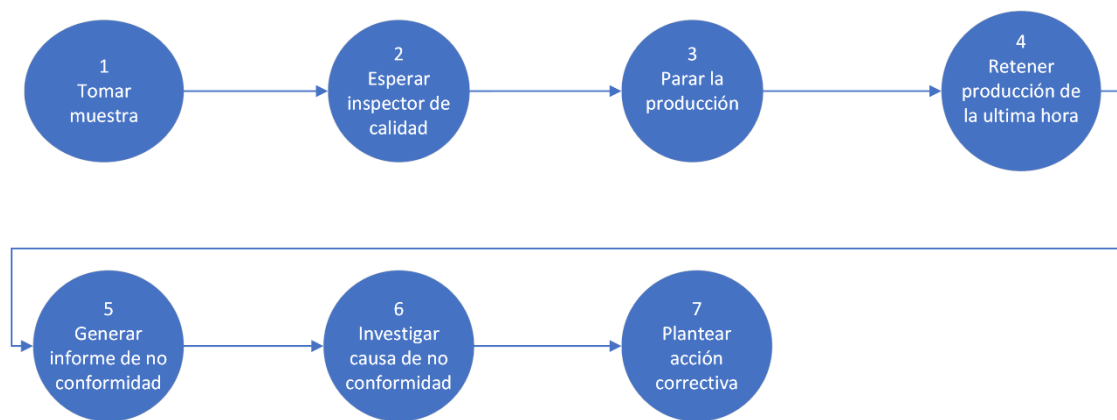 1
Tomar
muestra
2
Esperar
inspector de
calidad
3
Parar la
producción
4
Retener
producción de
la ultima hora
5
Generar
informe de no
conformidad
6
Investigar
causa de no
conformidad
7
Plantear
acción
correctiva